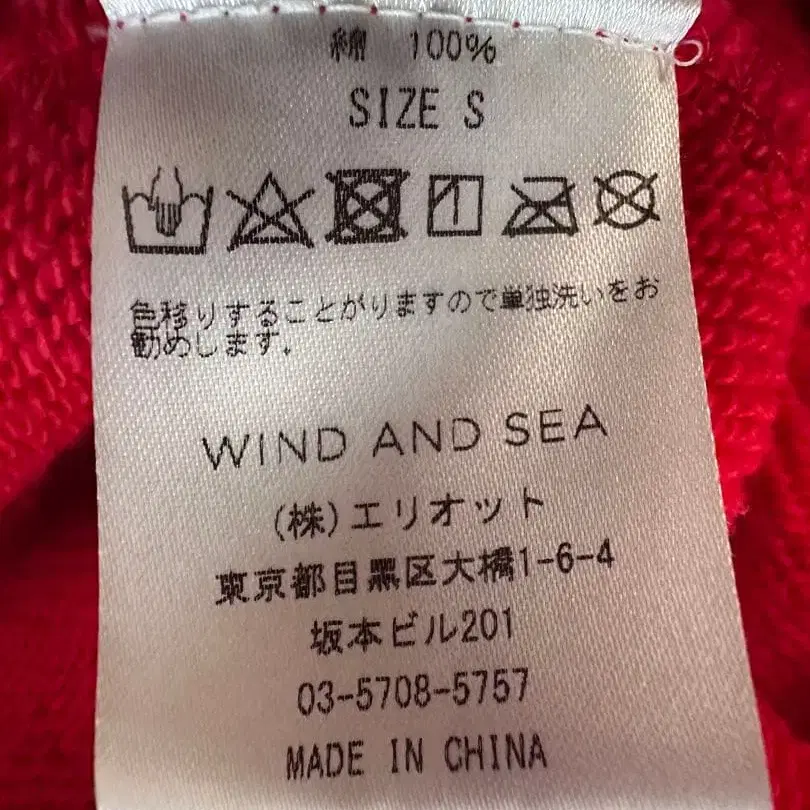 綿 100%
SIZE S
色移りすることがりますので単独洗いをお
勧めします。
WIND AND SEA
(株)エリオット
東京都目黒区大橋1-6-4
坂本ビル201
03-5708-5757
MADE IN CHINA